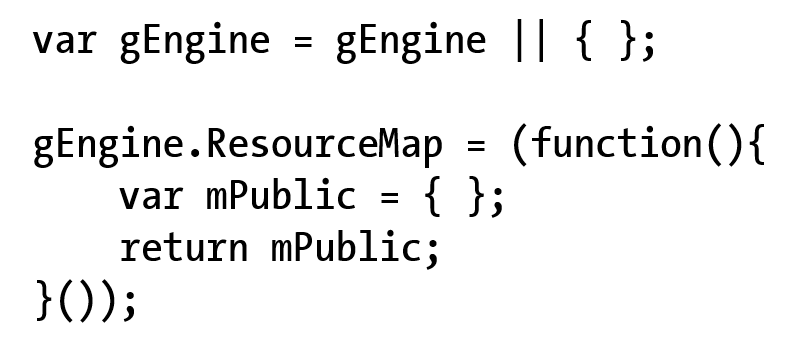 var gEngine = gEngine || { };
gEngine.ResourceMap = (function(){
    var mPublic = { };
    return mPublic;
}());